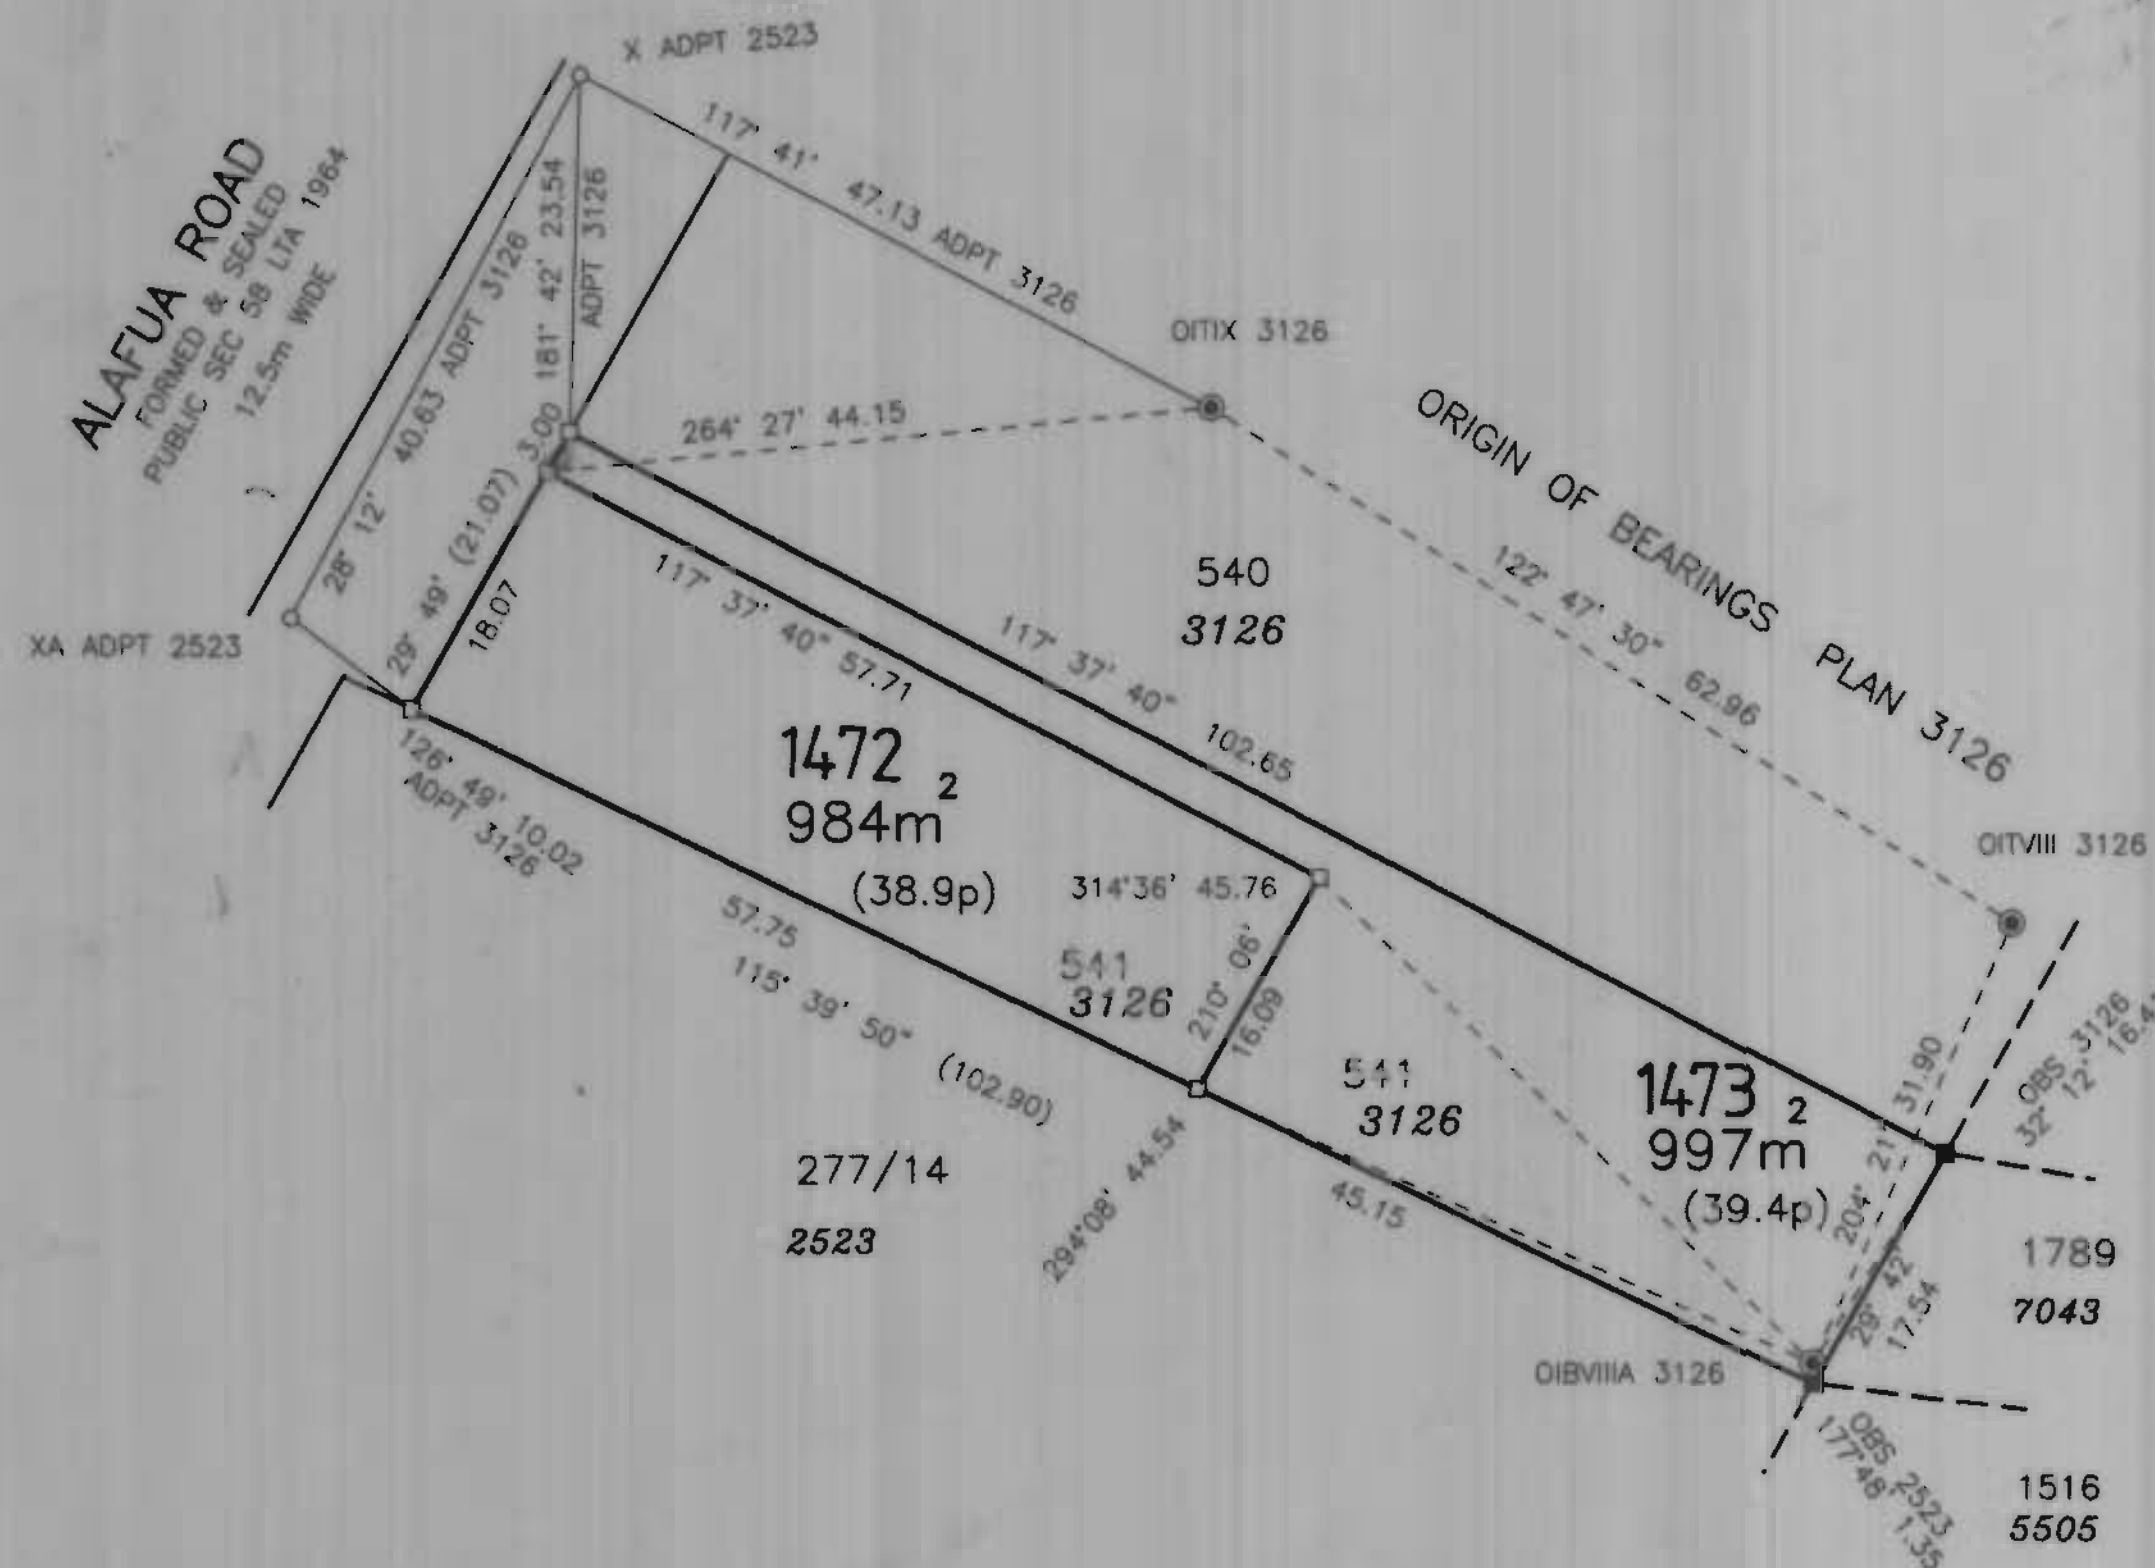 X ADPT 2523
ALAFUA ROAD
FORMED & SEALED
PUBLIC SEC 58 LTA 1964
12.5m WIDE
117° 41' 47.13 ADPT 3126
28° 12' 40.63 ADPT 3126
181° 42' 23.54
ADPT 3126
OITIX 3126
264° 27' 44.15
ORIGIN OF BEARINGS PLAN 3126
122° 47' 30" 62.96
29° 49' (21.07) 3.00
18.07
XA ADPT 2523
540
3126
117° 37' 40" 57.71
117° 37' 40" 102.65
1472
984m²
(38.9p)
126° 49' 10.02
ADPT 3126
OITVIII 3126
314°36' 45.76
57.75
115° 39' 50" (102.90)
541
3126
210° 06'
16.09
541
3126
1473
997m²
(39.4p)
204° 21' 31.90
OBS 3126
32° 12' 16.4
277/14
2523
294°08' 44.54
45.15
29° 42'
17.54
1789
7043
OIBVIIIA 3126
OBS 2523
177°48' 1.35
1516
5505